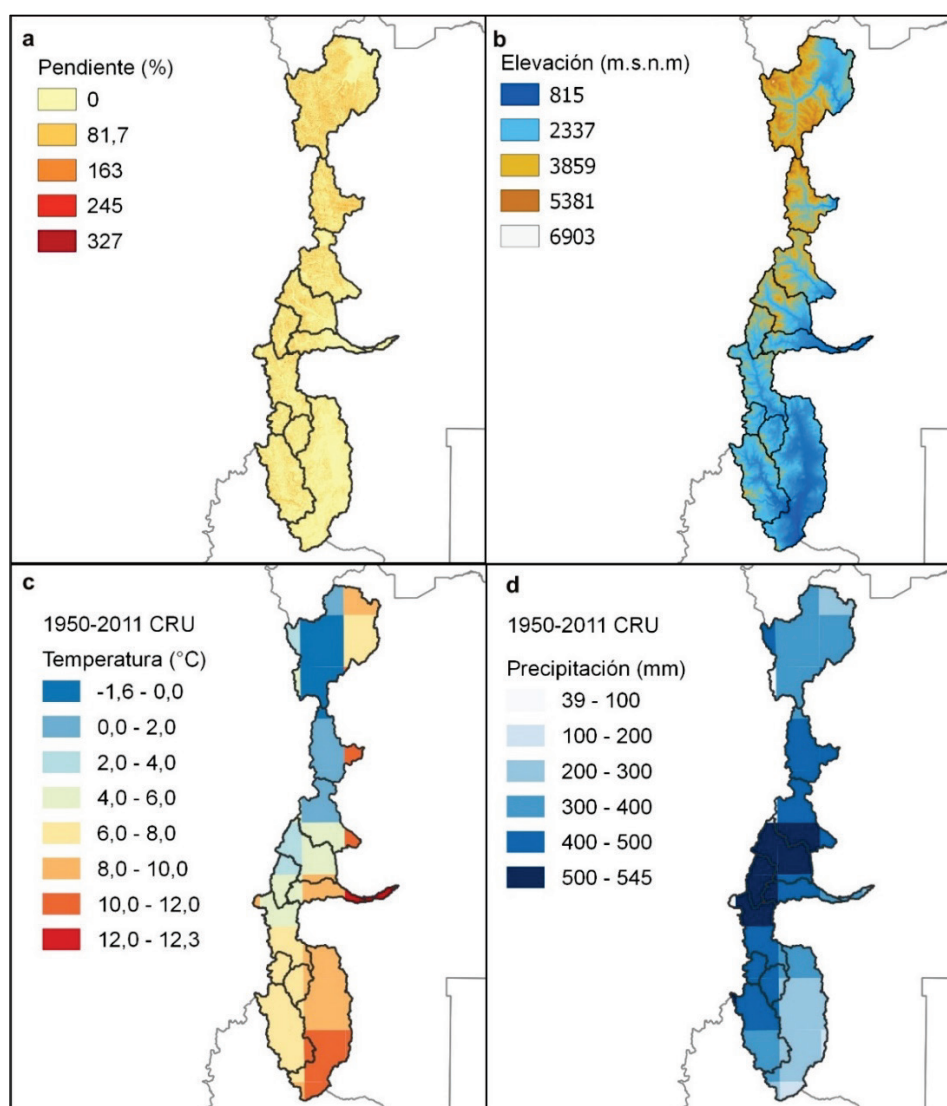 a
Pendiente (%)
0
81,7
163
245
327
b
Elevación (m.s.n.m)
815
2337
3859
5381
6903
c
1950-2011 CRU
Temperatura (°C)
-1,6 - 0,0
0,0 - 2,0
2,0 - 4,0
4,0 - 6,0
6,0 - 8,0
8,0 - 10,0
10,0 - 12,0
12,0 - 12,3
d
1950-2011 CRU
Precipitación (mm)
39 - 100
100 - 200
200 - 300
300 - 400
400 - 500
500 - 545